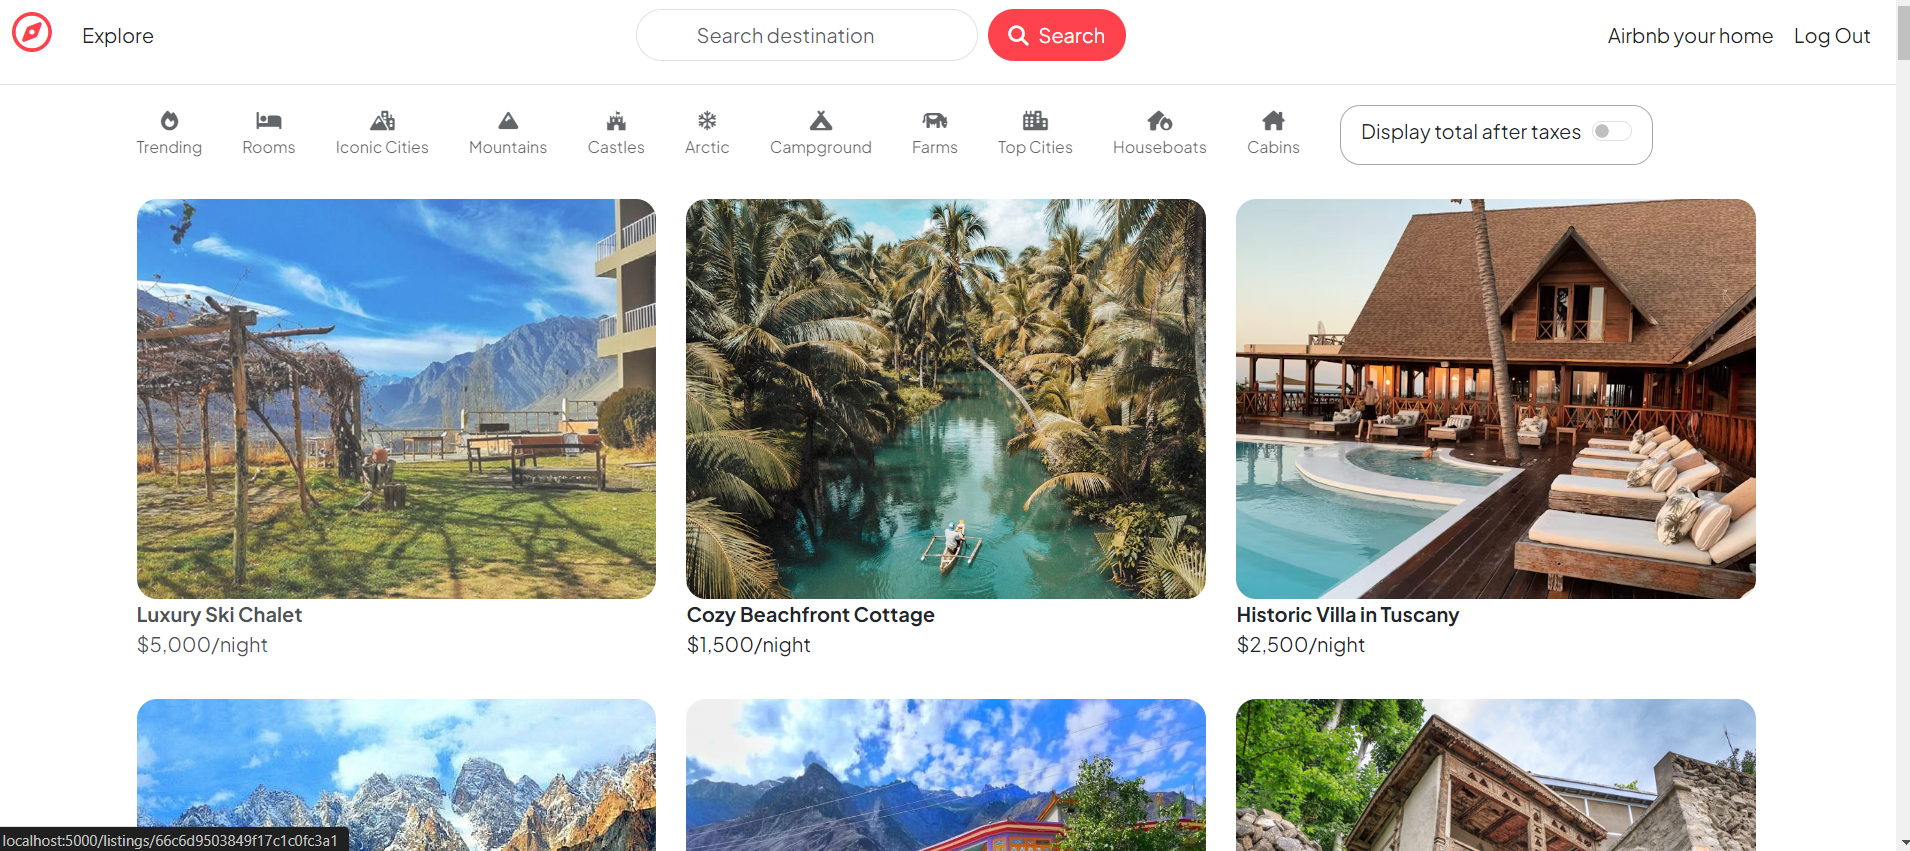 Explore
Search destination
Search
Airbnb your home
Log Out
Trending
Rooms
Iconic Cities
Mountains
Castles
Arctic
Campground
Farms
Top Cities
Houseboats
Cabins
Display total after taxes
Luxury Ski Chalet
$5,000/night
Cozy Beachfront Cottage
$1,500/night
Historic Villa in Tuscany
$2,500/night
localhost:5000/listings/66c6d9503849f17c1c0fc3a1